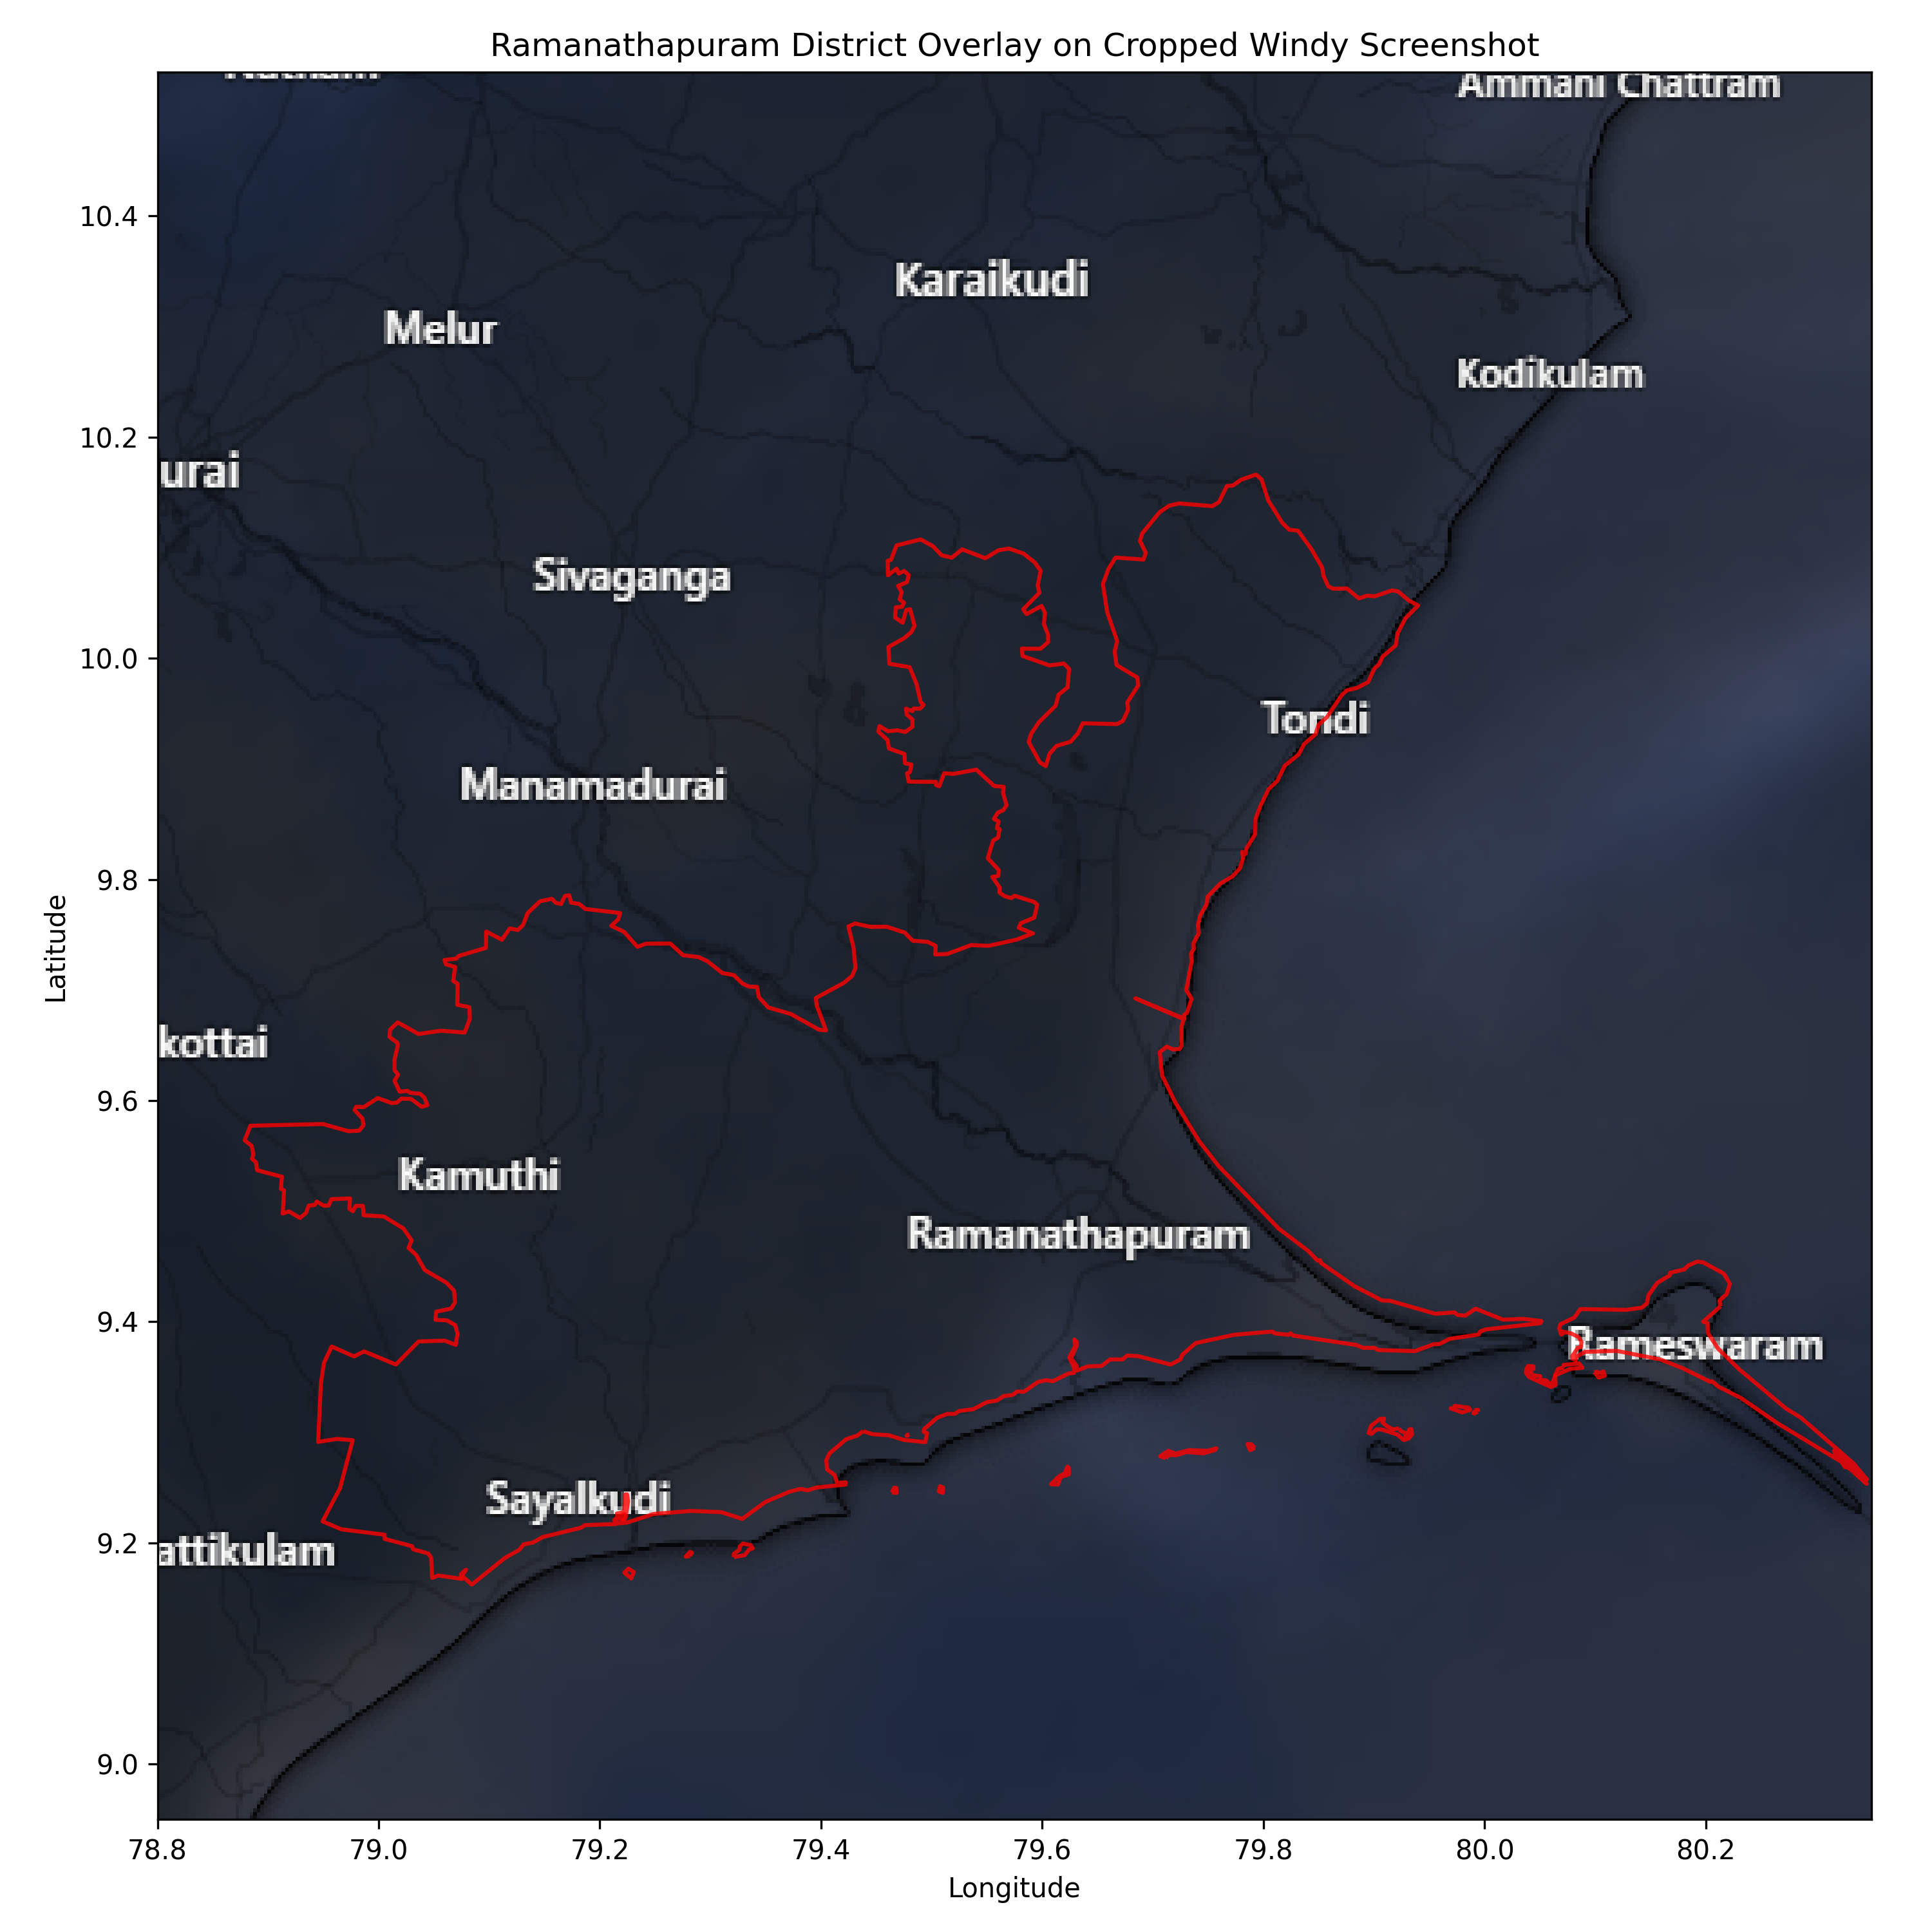 Ramanathapuram District Overlay on Cropped Windy Screenshot
Ammani Chattram
10.4
Karaikudi
Melur
Kodikulam
10.2
urai
Sivaganga
10.0
Tondi
Manamadurai
9.8
Latitude
kottai
9.6
Kamuthi
Ramanathapuram
9.4
Rameswaram
Sayalkudi
9.2
attikulam
9.0
78.8 79.0 79.2 79.4 79.6 79.8 80.0 80.2
Longitude